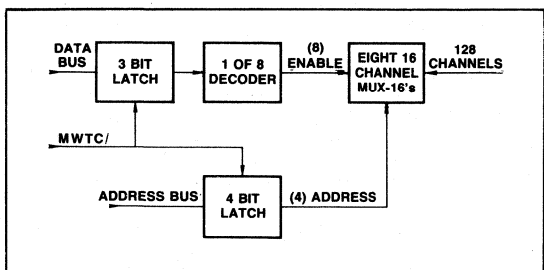 DATA
BUS
3 BIT
LATCH
1 OF 8
DECODER
(8)
ENABLE
EIGHT 16
CHANNEL
MUX-16's
128
CHANNELS
MWTC/
ADDRESS BUS
4 BIT
LATCH
(4) ADDRESS